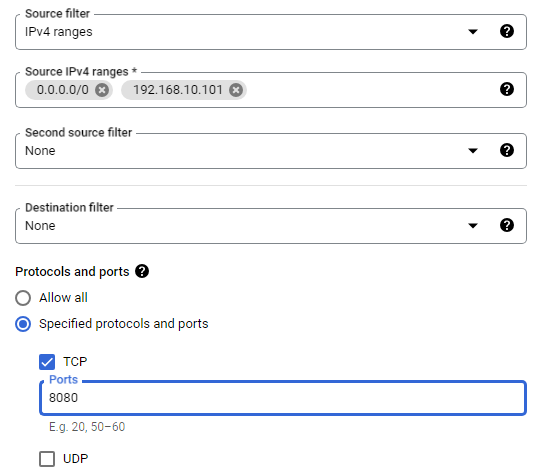 Source filter
IPv4 ranges
Source IPv4 ranges *
0.0.0.0/0 192.168.10.101
Second source filter
None
Destination filter
None
Protocols and ports
Allow all
Specified protocols and ports
TCP
Ports
8080
E.g. 20, 50–60
UDP